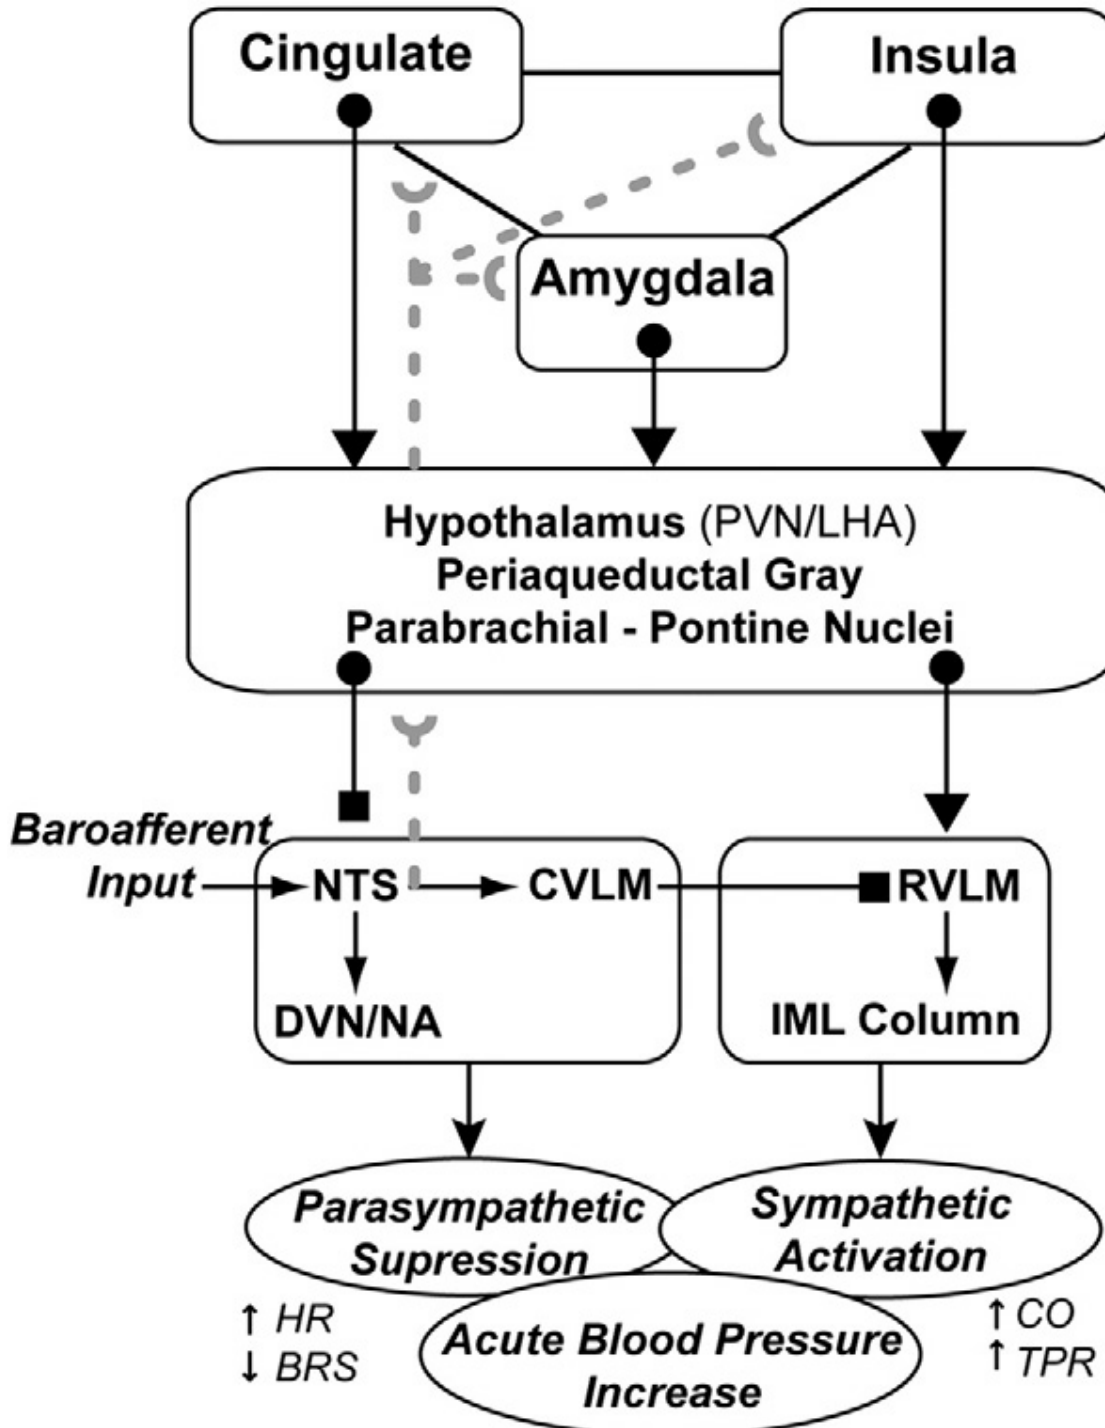 Cingulate
Insula
Amygdala
Hypothalamus (PVN/LHA)
Periaqueductal Gray
Parabrachial - Pontine Nuclei
Baroafferent
Input
NTS
CVLM
RVLM
DVN/NA
IML Column
Parasympathetic
Supression
Sympathetic
Activation
↑ HR
↓ BRS
↑ CO
↑ TPR
Acute Blood Pressure
Increase